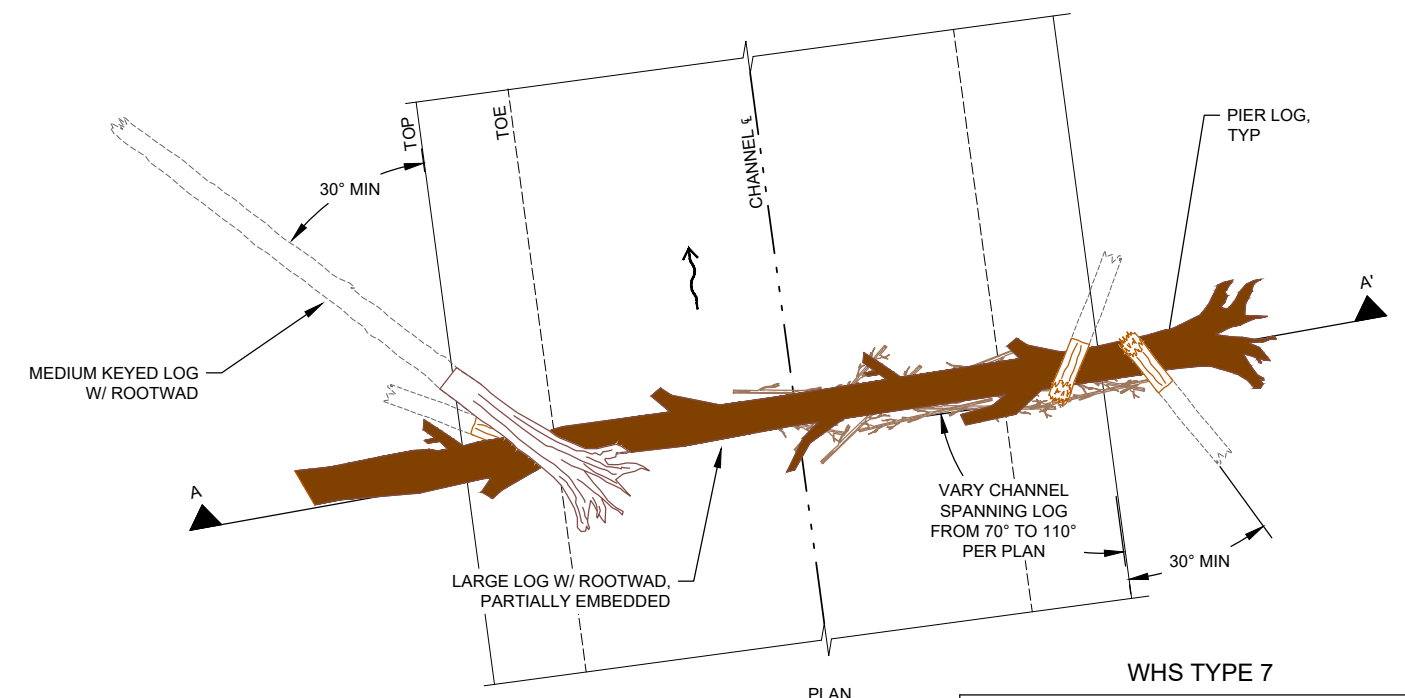 TOP
TOE
CHANNEL ℄
PIER LOG,
TYP
30° MIN
A'
MEDIUM KEYED LOG
W/ ROOTWAD
A
VARY CHANNEL
SPANNING LOG
FROM 70° TO 110°
PER PLAN
30° MIN
LARGE LOG W/ ROOTWAD,
PARTIALLY EMBEDDED
WHS TYPE 7
PLAN